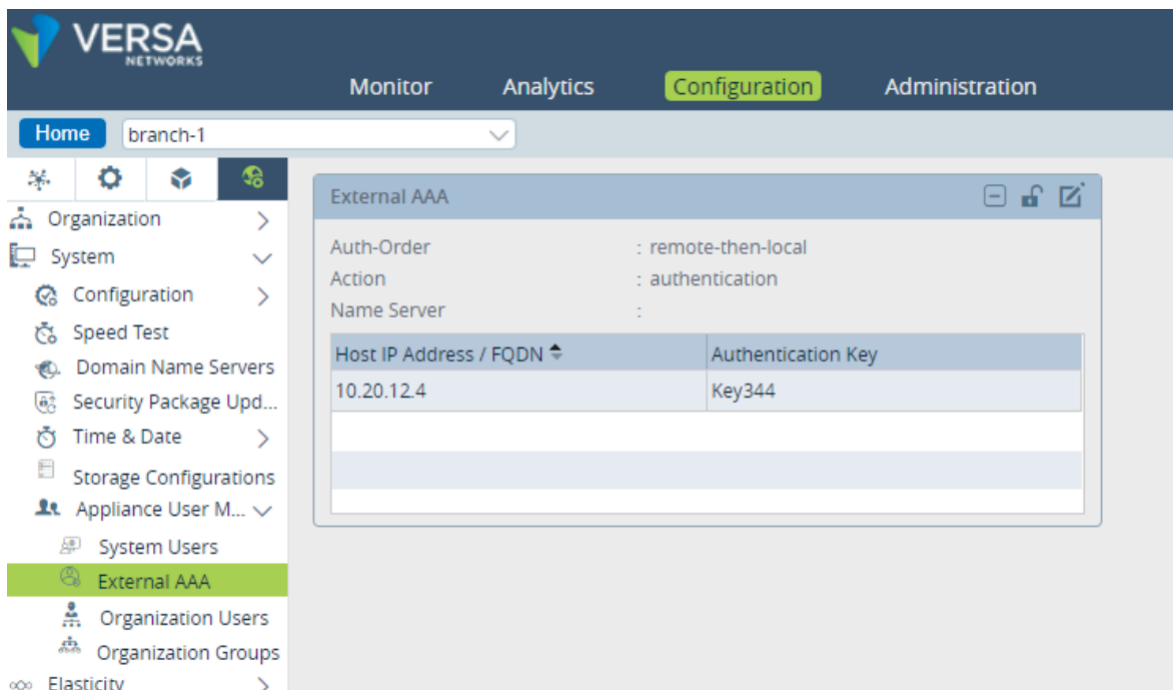 VERSA
NETWORKS
Monitor Analytics Configuration Administration
Home branch-1
Organization
System
Configuration
Speed Test
Domain Name Servers
Security Package Upd...
Time & Date
Storage Configurations
Appliance User M...
System Users
External AAA
Organization Users
Organization Groups
Elasticity
External AAA
Auth-Order : remote-then-local
Action : authentication
Name Server :
Host IP Address / FQDN Authentication Key
10.20.12.4 Key344